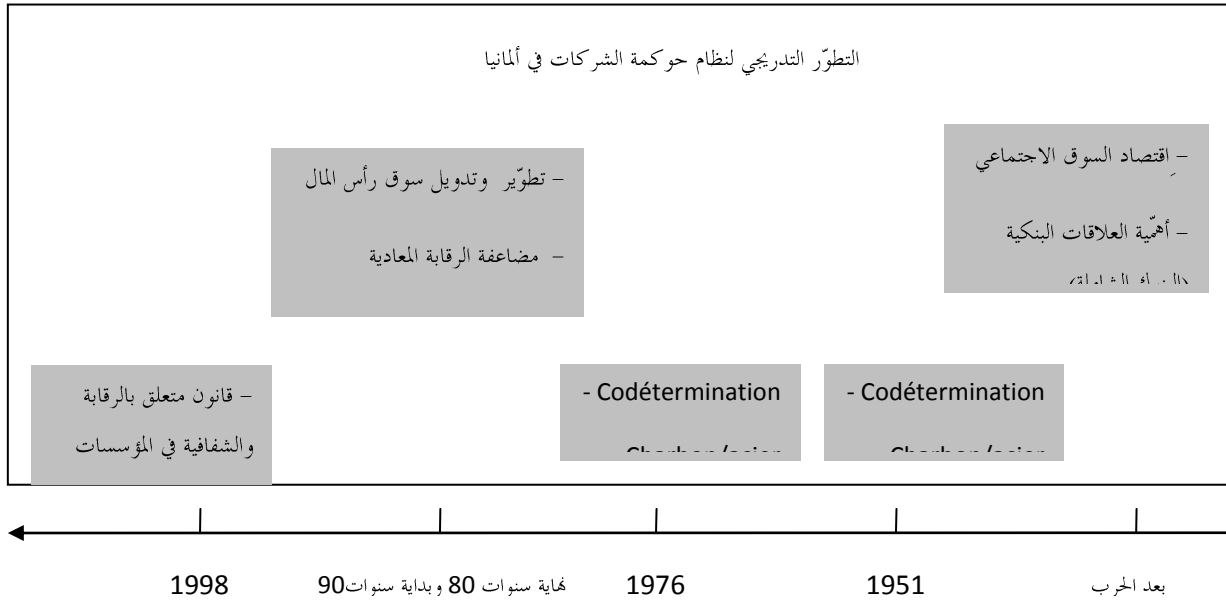 التطوّر التدريجي لنظام حوكمة الشركات في ألمانيا
– اقتصاد السوق الاجتماعي
– أهمّية العلاقات البنكية
– تطوّير وتدويل سوق رأس المال
– مضاعفة الرقابة المعادية
- Codétermination
- Codétermination
– قانون متعلق بالرقابة
والشفافية في المؤسسات
بعد الحرب
1951
1976
نهاية سنوات 80 وبداية سنوات90
1998